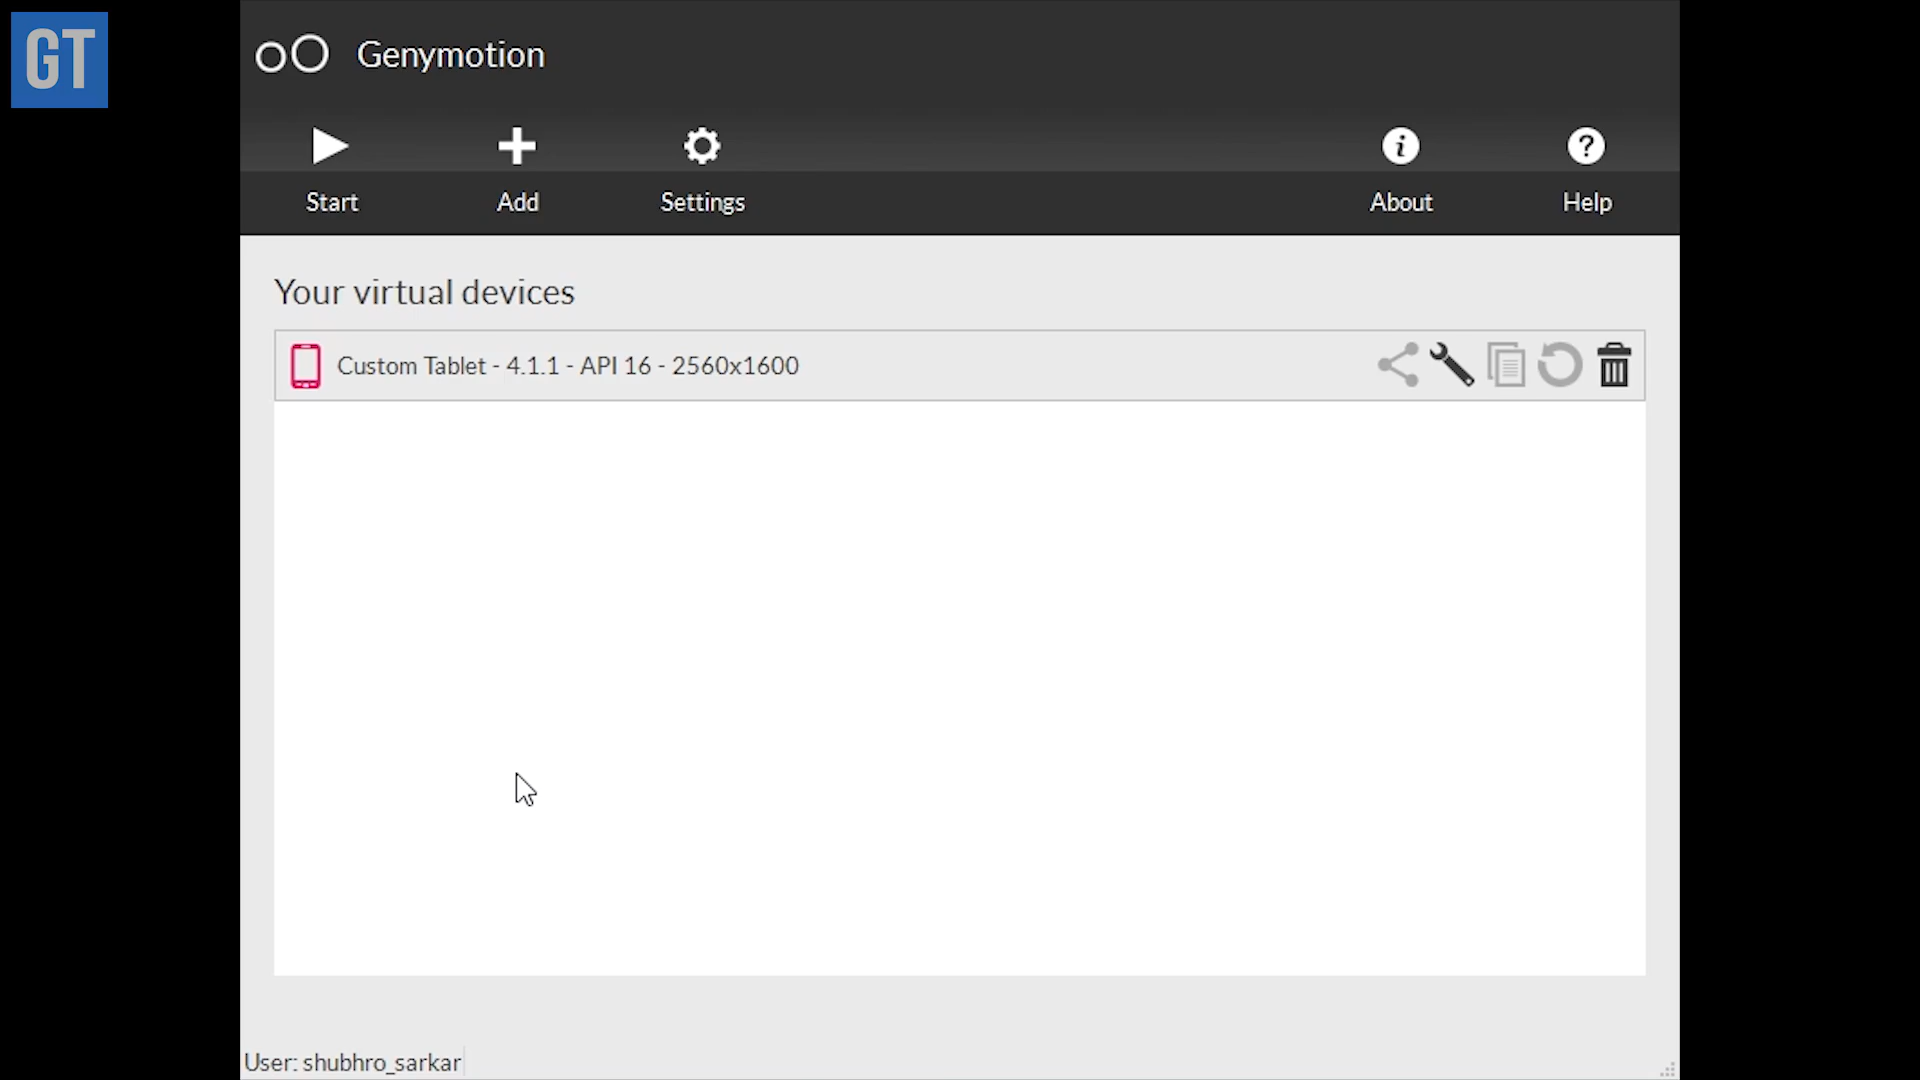 GT
Genymotion
Start
Add
Settings
About
Help
Your virtual devices
Custom Tablet - 4.1.1 - API 16 - 2560x1600
User: shubhro_sarkar